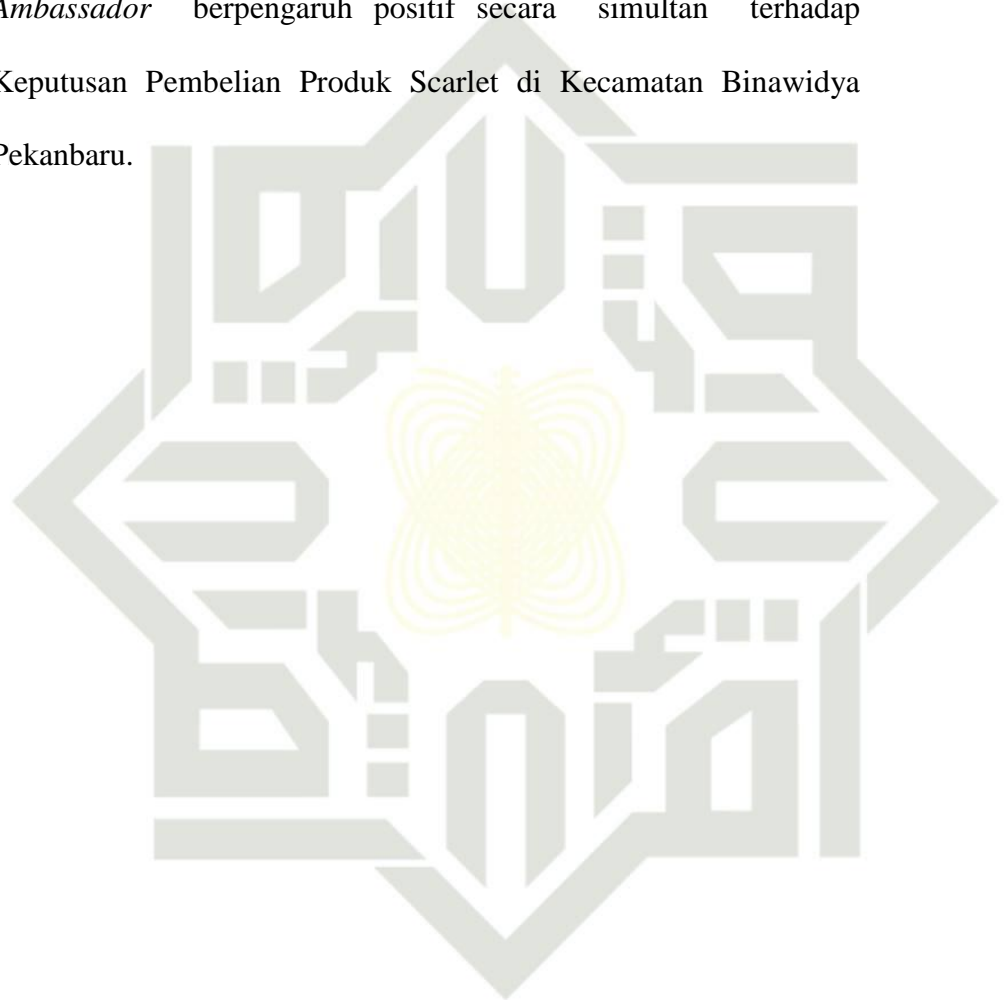 Ambassador berpengaruh positif secara simultan terhadap
Keputusan Pembelian Produk Scarlet di Kecamatan Binawidya
Pekanbaru.